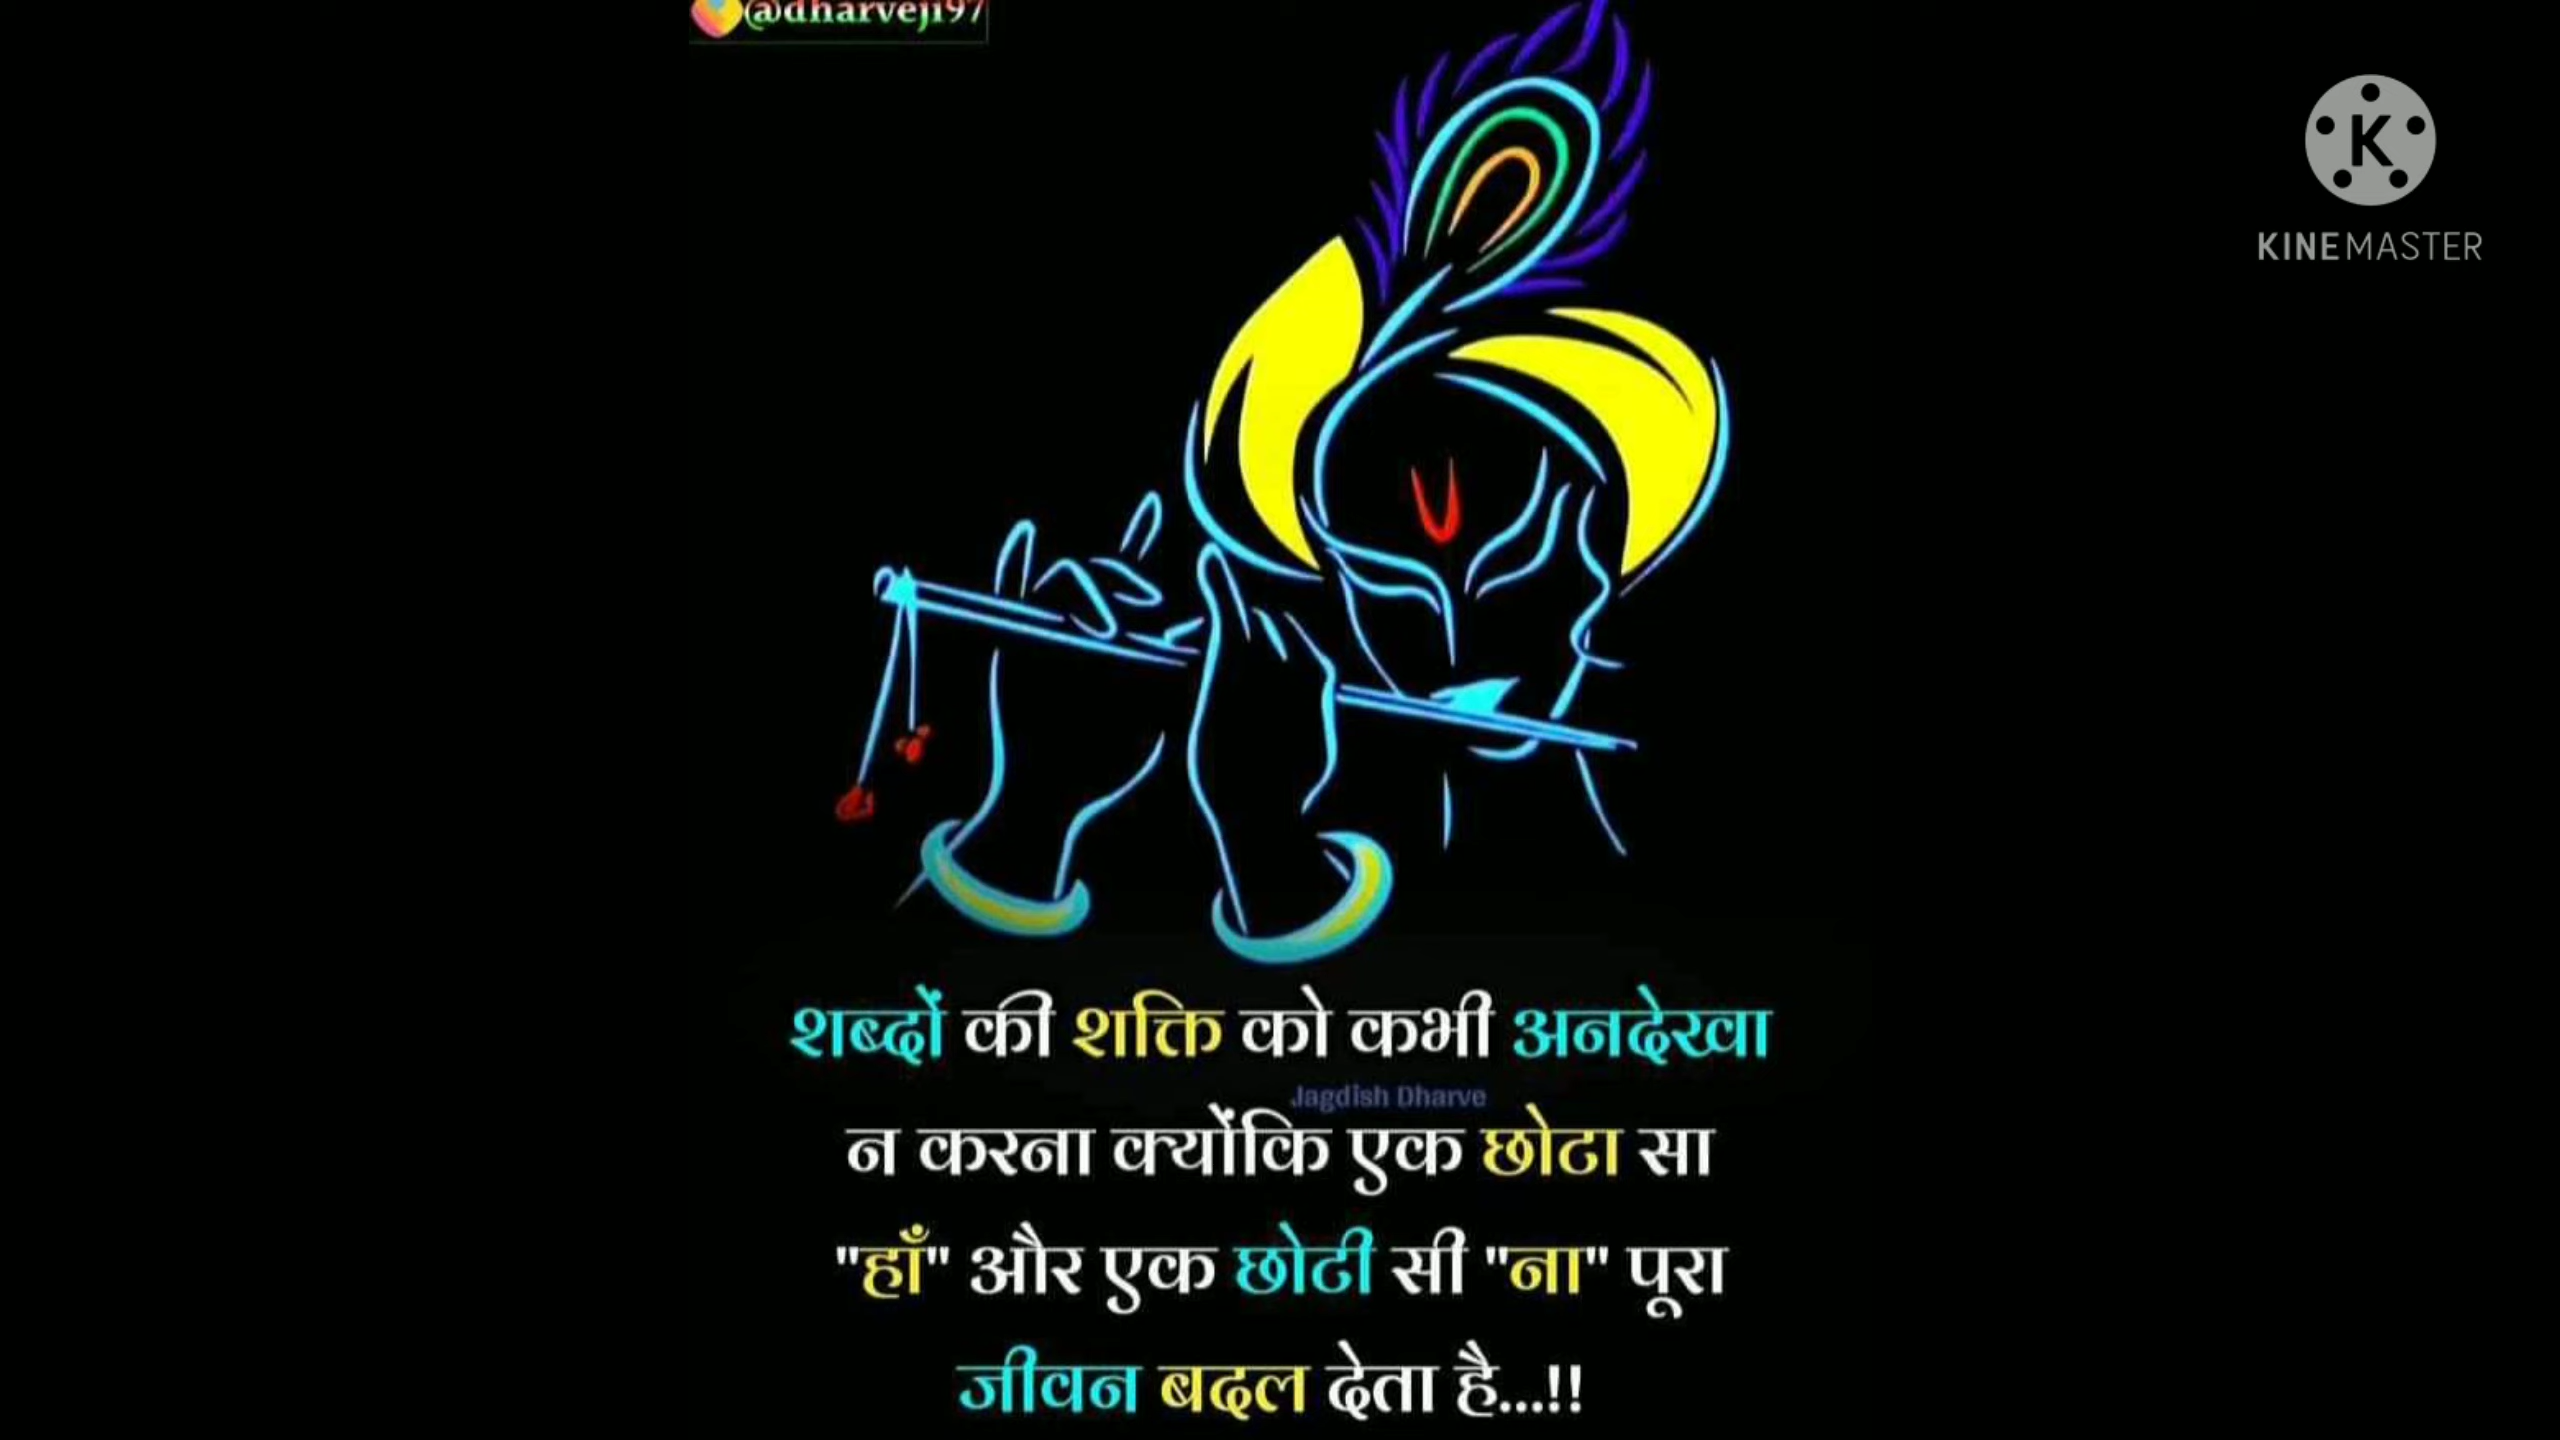 @dharveji97
K
KINEMASTER
शब्दों की शक्ति को कभी अनदेखा
Jagdish Dharve
न करना क्योंकि एक छोटा सा
"हाँ" और एक छोटी सी "ना" पूरा
जीवन बदल देता है...!!